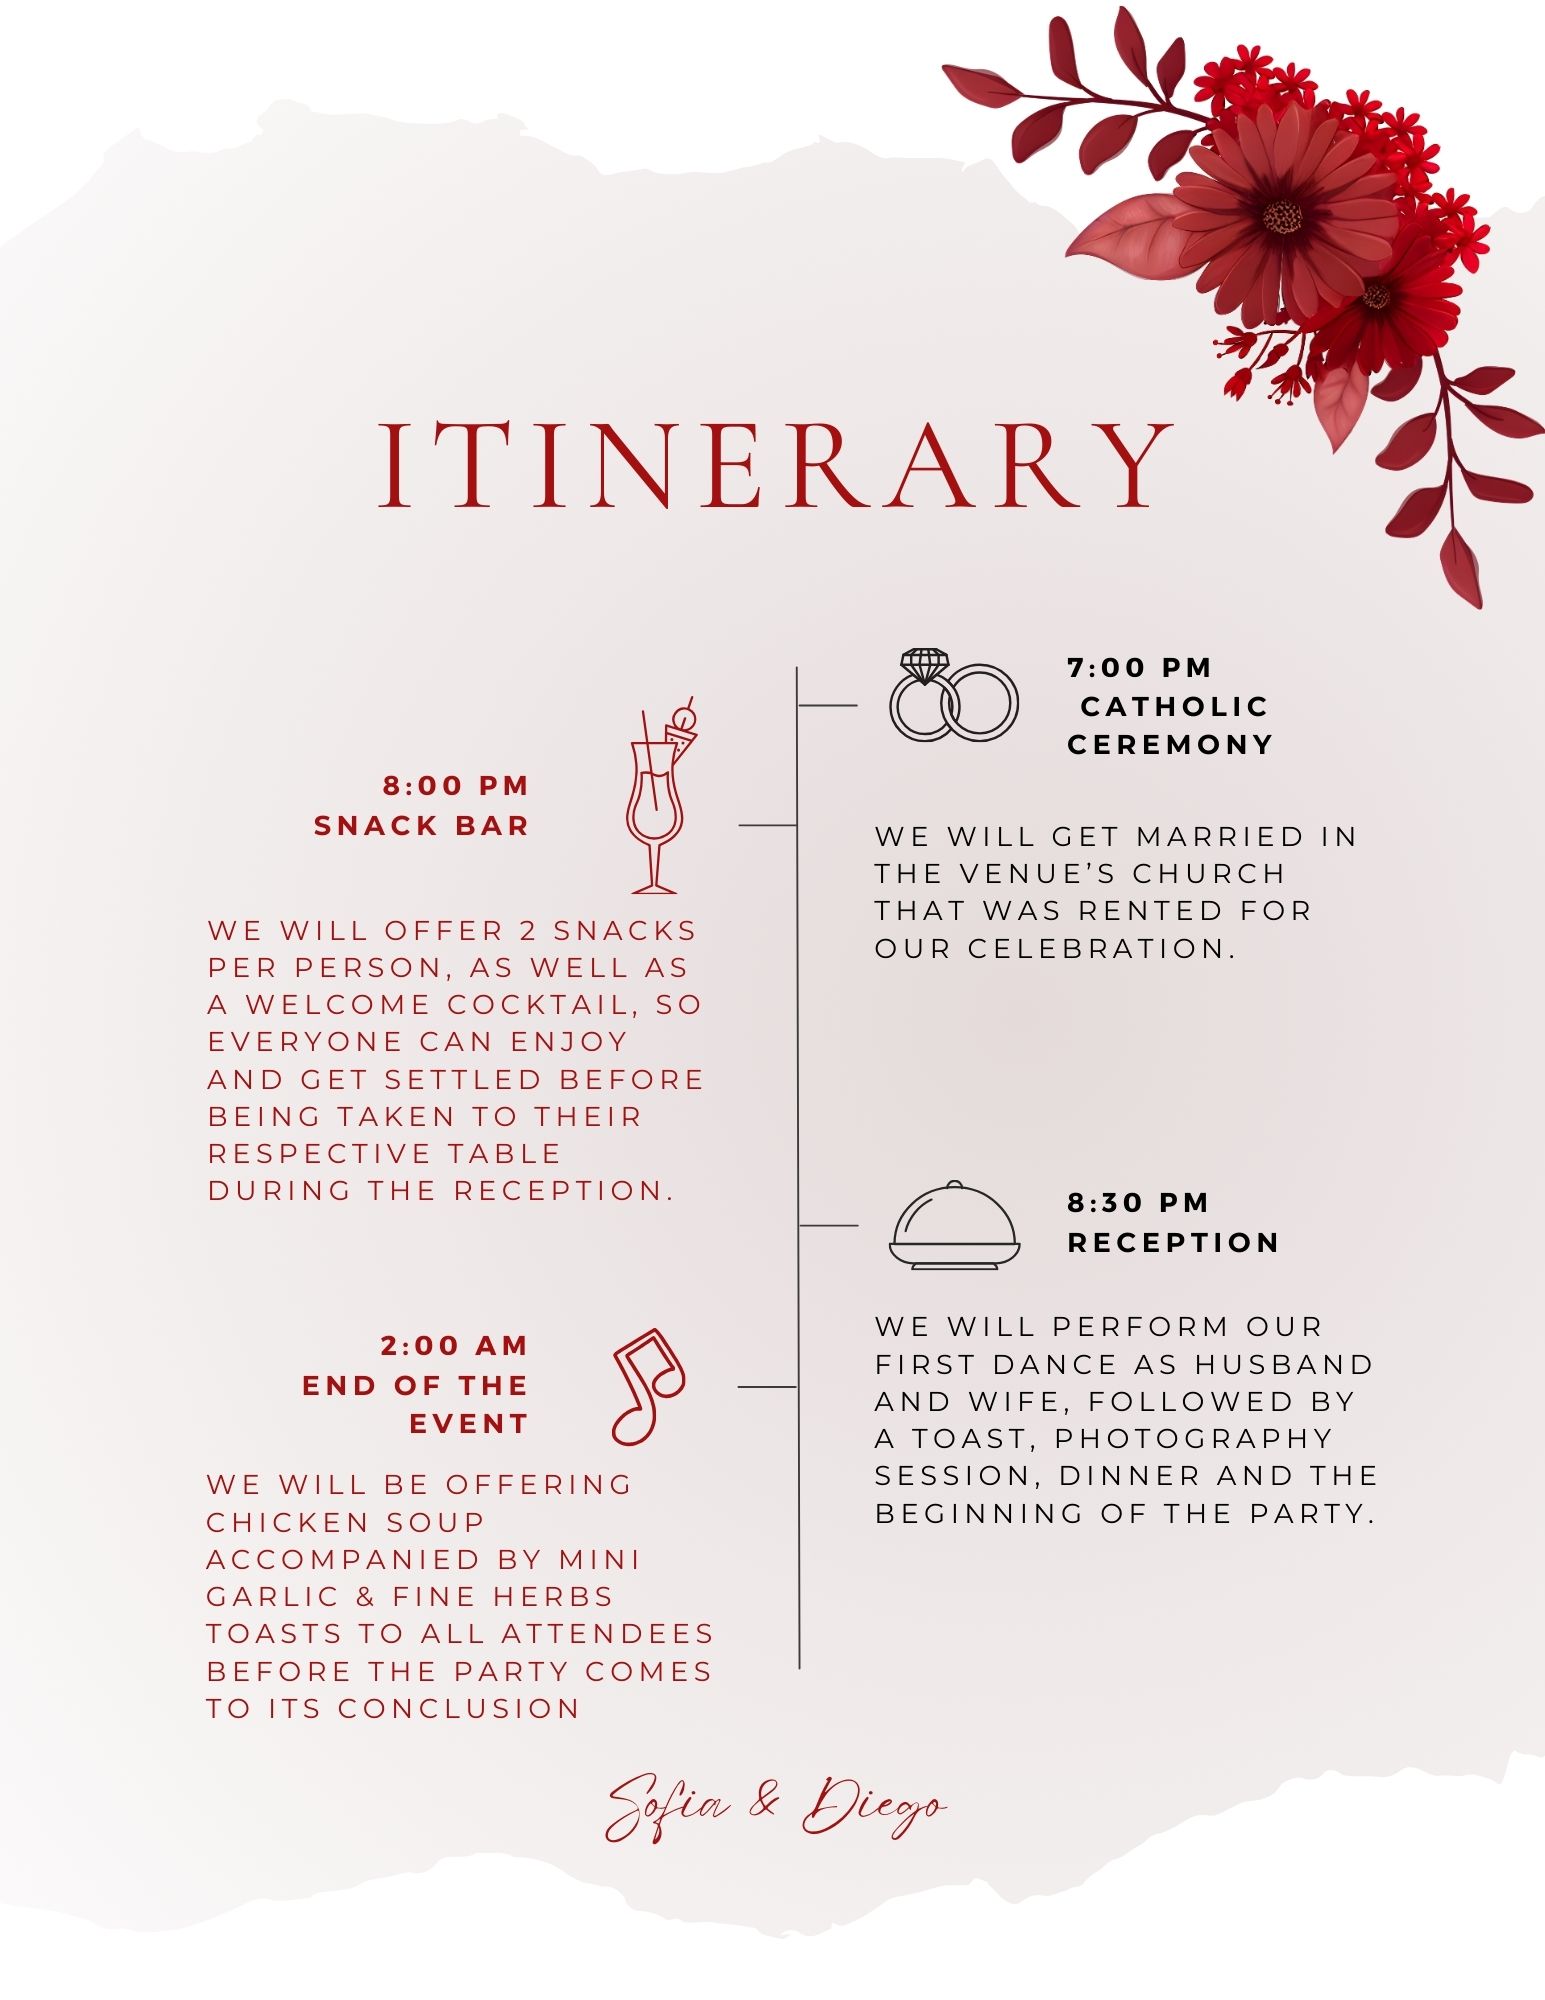 ITINERARY
7:00 PM
CATHOLIC
CEREMONY
WE WILL GET MARRIED IN
THE VENUE’S CHURCH
THAT WAS RENTED FOR
OUR CELEBRATION.
8:00 PM
SNACK BAR
WE WILL OFFER 2 SNACKS
PER PERSON, AS WELL AS
A WELCOME COCKTAIL, SO
EVERYONE CAN ENJOY
AND GET SETTLED BEFORE
BEING TAKEN TO THEIR
RESPECTIVE TABLE
DURING THE RECEPTION.
8:30 PM
RECEPTION
WE WILL PERFORM OUR
FIRST DANCE AS HUSBAND
AND WIFE, FOLLOWED BY
A TOAST, PHOTOGRAPHY
SESSION, DINNER AND THE
BEGINNING OF THE PARTY.
2:00 AM
END OF THE
EVENT
WE WILL BE OFFERING
CHICKEN SOUP
ACCOMPANIED BY MINI
GARLIC & FINE HERBS
TOASTS TO ALL ATTENDEES
BEFORE THE PARTY COMES
TO ITS CONCLUSION
Sofia & Diego